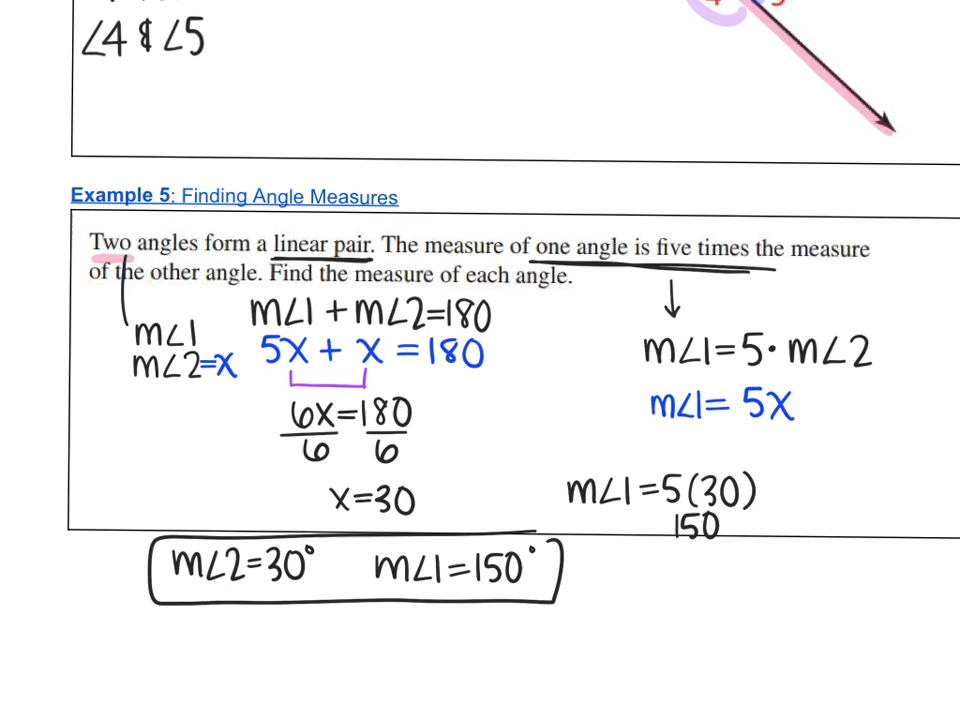 ∠4 & ∠5
Example 5: Finding Angle Measures
Two angles form a linear pair. The measure of one angle is five times the measure
of the other angle. Find the measure of each angle.
m∠1
m∠2=x
m∠1 + m∠2=180
5x + x = 180
6x=180
6 6
x=30
m∠1=5·m∠2
m∠1= 5x
m∠1=5(30)
150
m∠2=30° m∠1=150°